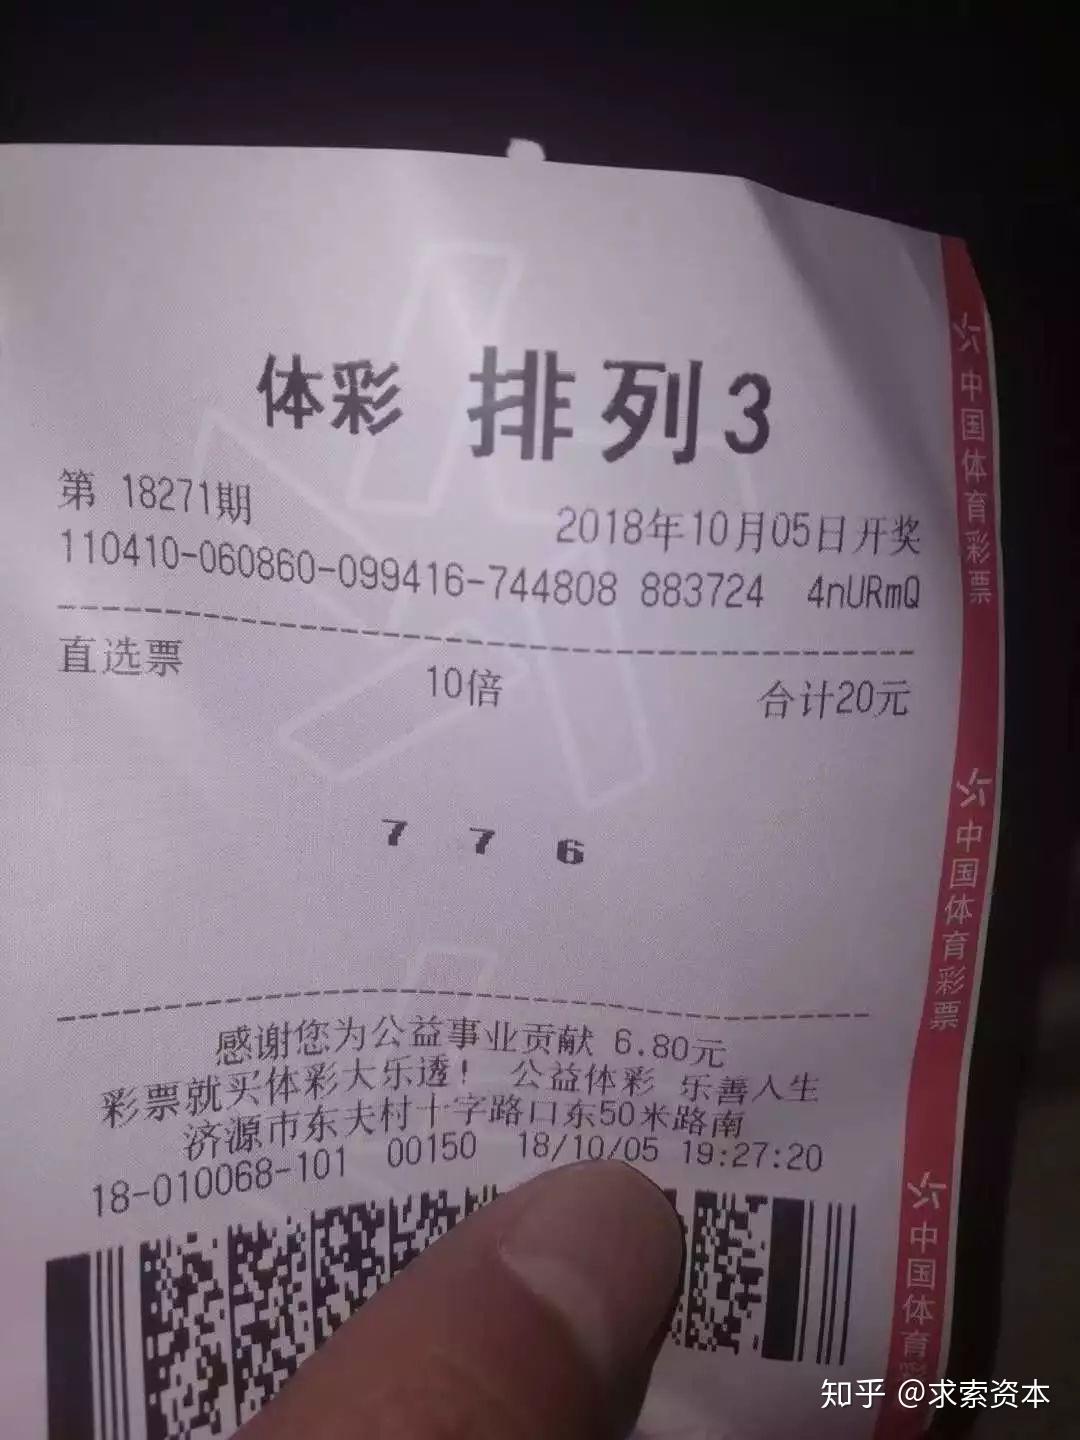 体彩 排列3
第 18271期 2018年10月05日开奖
110410-060860-099416-744808 883724 4nURmQ
直选票 10倍 合计20元
7 7 6
感谢您为公益事业贡献 6.80元
彩票就买体彩大乐透! 公益体彩 乐善人生
济源市东夫村十字路口东50米路南
18-010068-101 00150 18/10/05 19:27:20
中国体育彩票
中国体育彩票
中国体育彩
知乎 @求索资本